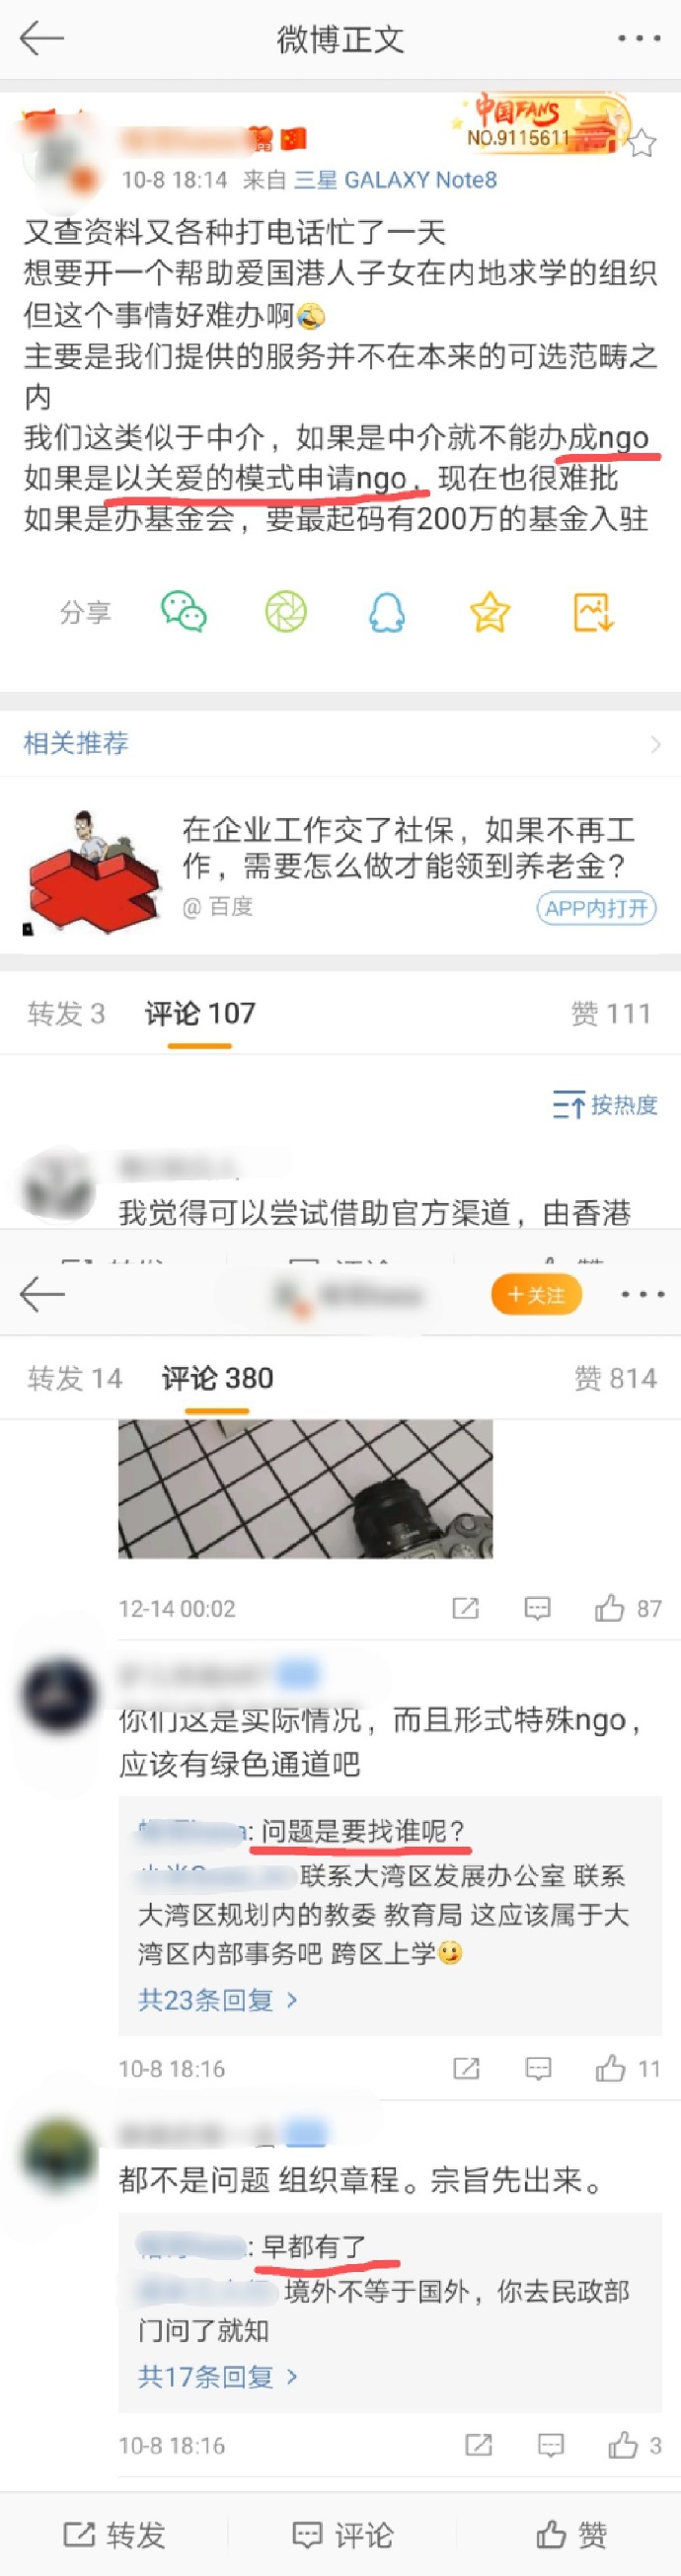 微博正文
中国FANS
NO.9115611
10-8 18:14 来自 三星 GALAXY Note8
又查资料又各种打电话忙了一天
想要开一个帮助爱国港人子女在内地求学的组织
但这个事情好难办啊🤣
主要是我们提供的服务并不在本来的可选范畴之
内
我们这类似于中介，如果是中介就不能办成ngo
如果是以关爱的模式申请ngo，现在也很难批
如果是办基金会，要最起码有200万的基金入驻
分享
相关推荐
在企业工作交了社保，如果不再工
作，需要怎么做才能领到养老金？
@ 百度
APP内打开
转发 3 评论 107 赞 111
按热度
我觉得可以尝试借助官方渠道，由香港
+关注
转发 14 评论 380 赞 814
12-14 00:02 87
你们这是实际情况，而且形式特殊ngo，
应该有绿色通道吧
: 问题是要找谁呢？
联系大湾区发展办公室 联系
大湾区规划内的教委 教育局 这应该属于大
湾区内部事务吧 跨区上学
共23条回复 >
10-8 18:16 11
都不是问题 组织章程。宗旨先出来。
: 早都有了
境外不等于国外，你去民政部
门问了就知
共17条回复 >
10-8 18:16 3
转发 评论 赞